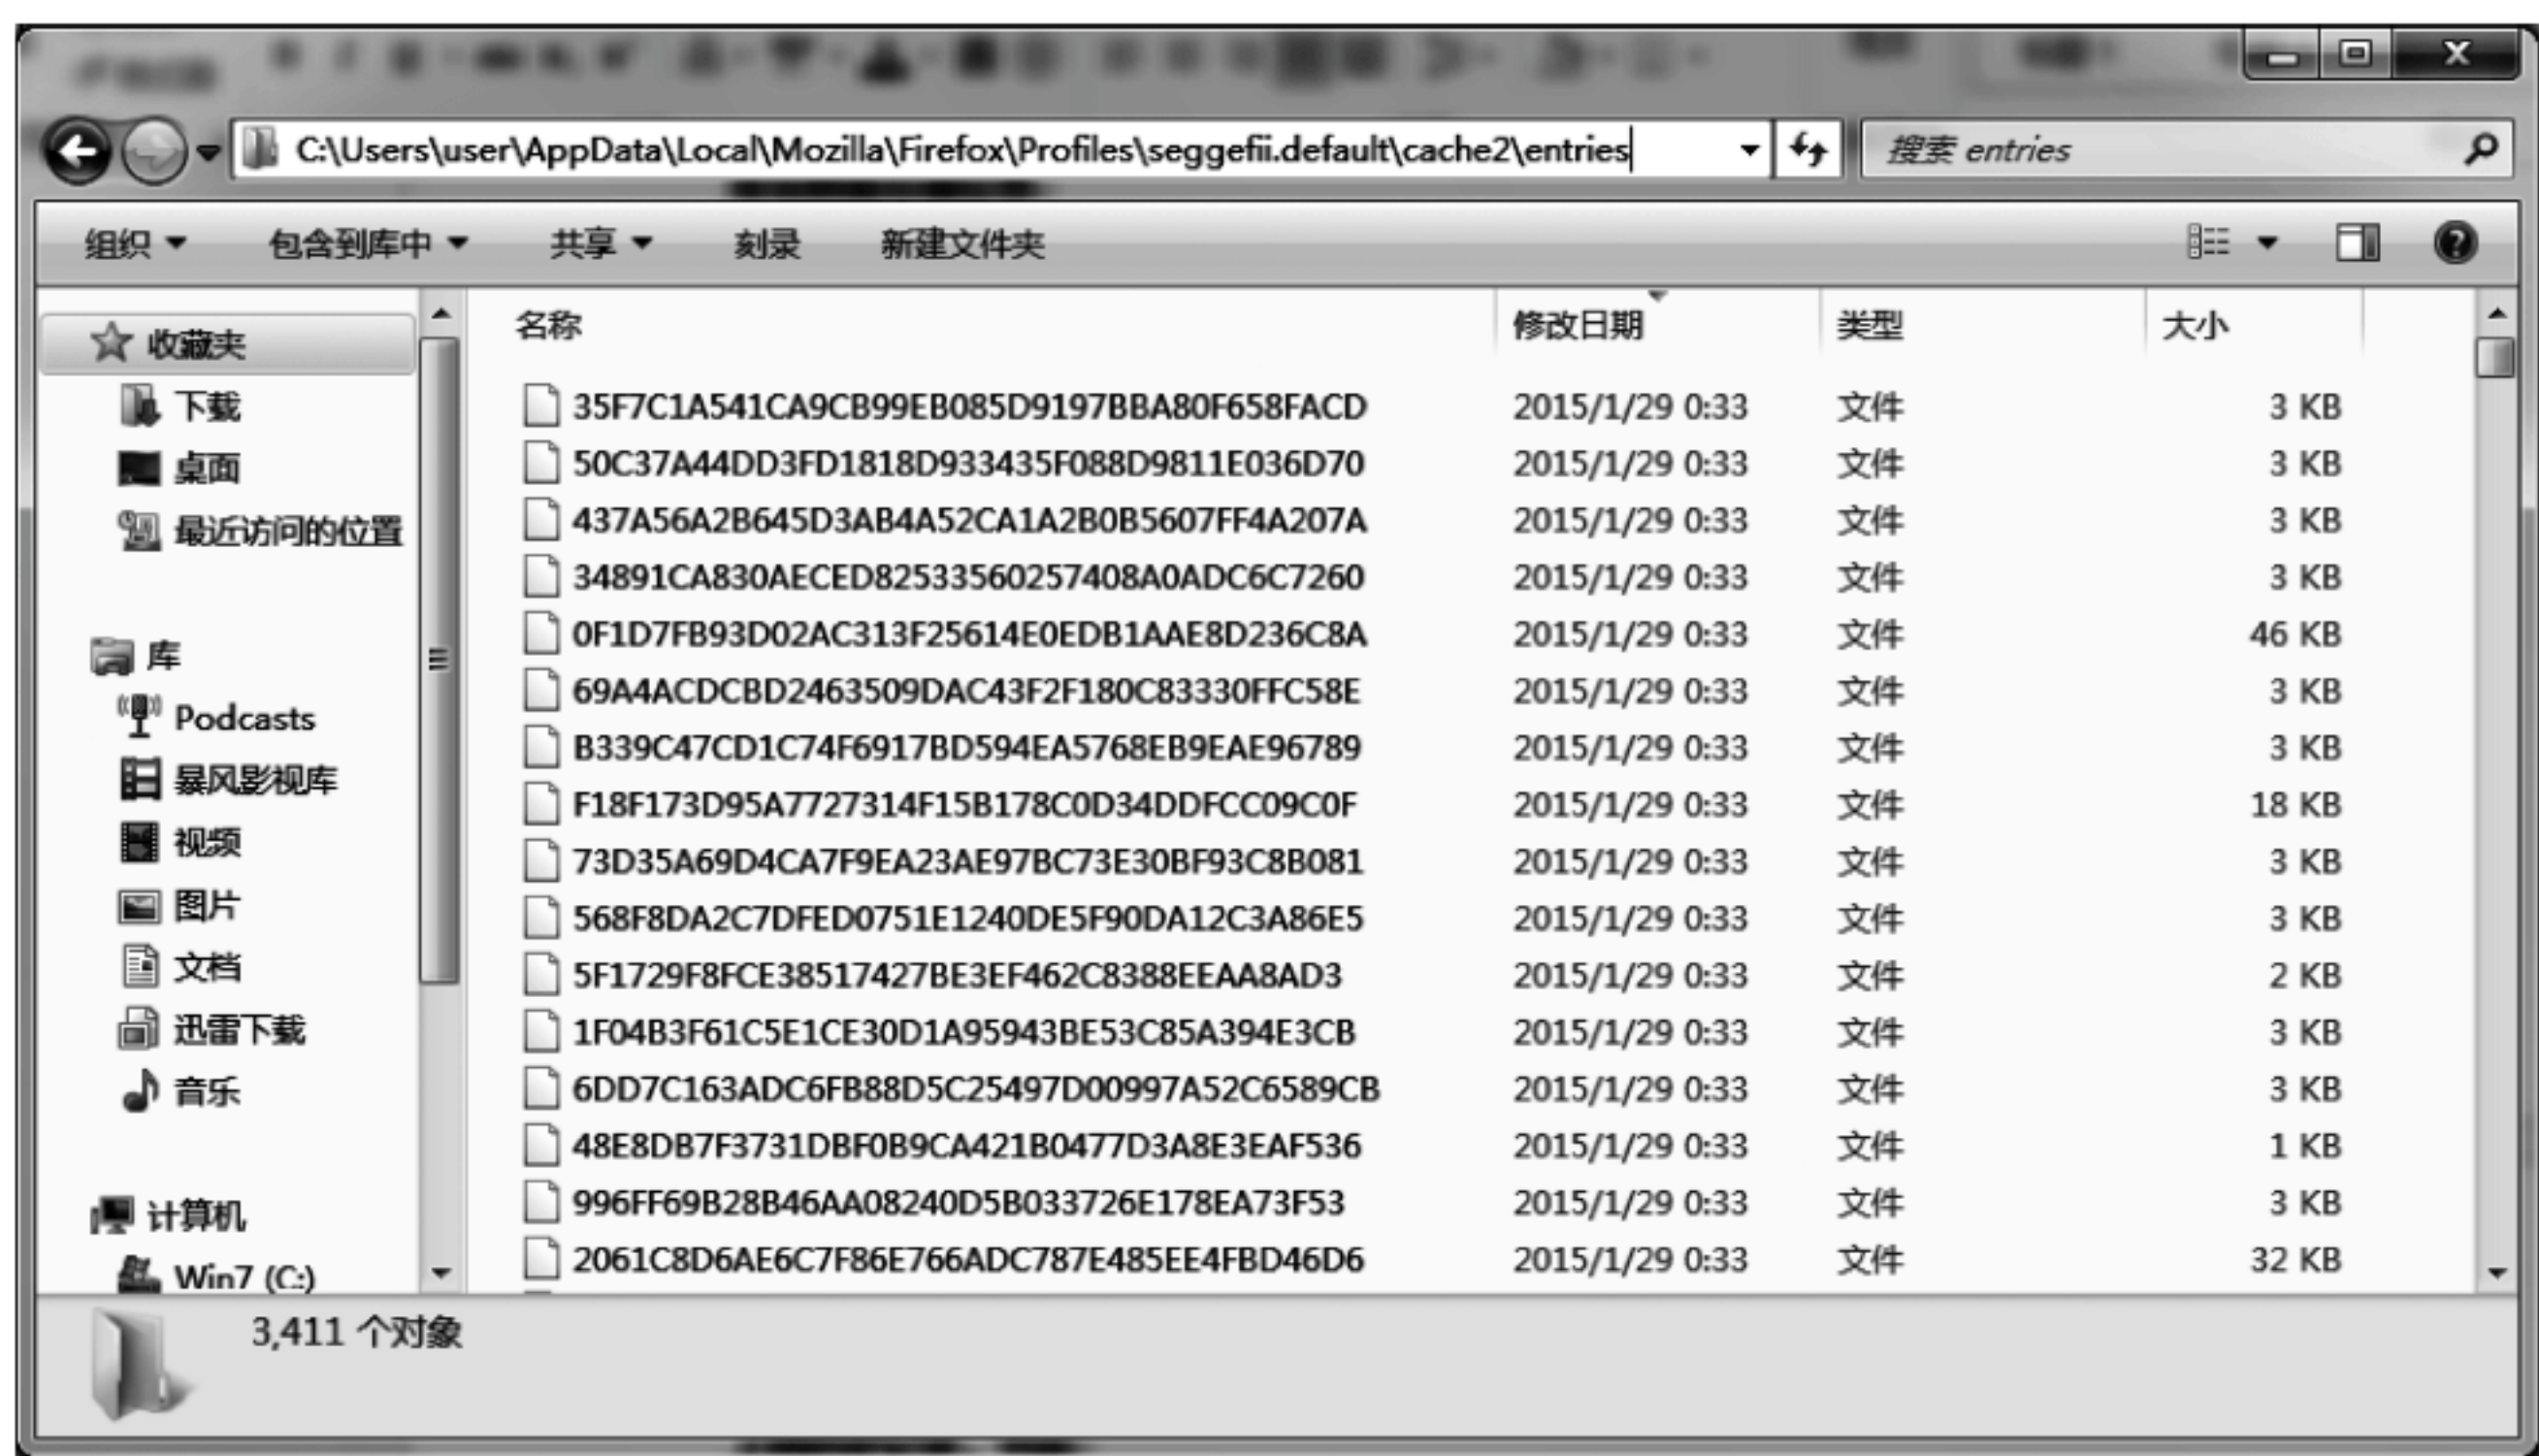 C:\Users\user\AppData\Local\Mozilla\Firefox\Profiles\seggefii.default\cache2\entries
搜索 entries
组织 包含到库中 共享 刻录 新建文件夹
收藏夹
下载
桌面
最近访问的位置
库
Podcasts
暴风影视库
视频
图片
文档
迅雷下载
音乐
计算机
Win7 (C:)
名称 修改日期 类型 大小
35F7C1A541CA9CB99EB085D9197BBA80F658FACD 2015/1/29 0:33 文件 3 KB
50C37A44DD3FD1818D933435F088D9811E036D70 2015/1/29 0:33 文件 3 KB
437A56A2B645D3AB4A52CA1A2B0B5607FF4A207A 2015/1/29 0:33 文件 3 KB
34891CA830AECED82533560257408A0ADC6C7260 2015/1/29 0:33 文件 3 KB
0F1D7FB93D02AC313F25614E0EDB1AAE8D236C8A 2015/1/29 0:33 文件 46 KB
69A4ACDCBD2463509DAC43F2F180C83330FFC58E 2015/1/29 0:33 文件 3 KB
B339C47CD1C74F6917BD594EA5768EB9EAE96789 2015/1/29 0:33 文件 3 KB
F18F173D95A7727314F15B178C0D34DDFCC09C0F 2015/1/29 0:33 文件 18 KB
73D35A69D4CA7F9EA23AE97BC73E30BF93C8B081 2015/1/29 0:33 文件 3 KB
568F8DA2C7DFED0751E1240DE5F90DA12C3A86E5 2015/1/29 0:33 文件 3 KB
5F1729F8FCE38517427BE3EF462C8388EEAA8AD3 2015/1/29 0:33 文件 2 KB
1F04B3F61C5E1CE30D1A95943BE53C85A394E3CB 2015/1/29 0:33 文件 3 KB
6DD7C163ADC6FB88D5C25497D00997A52C6589CB 2015/1/29 0:33 文件 3 KB
48E8DB7F3731DBF0B9CA421B0477D3A8E3EAF536 2015/1/29 0:33 文件 1 KB
996FF69B28B46AA08240D5B033726E178EA73F53 2015/1/29 0:33 文件 3 KB
2061C8D6AE6C7F86E766ADC787E485EE4FBD46D6 2015/1/29 0:33 文件 32 KB
3,411 个对象